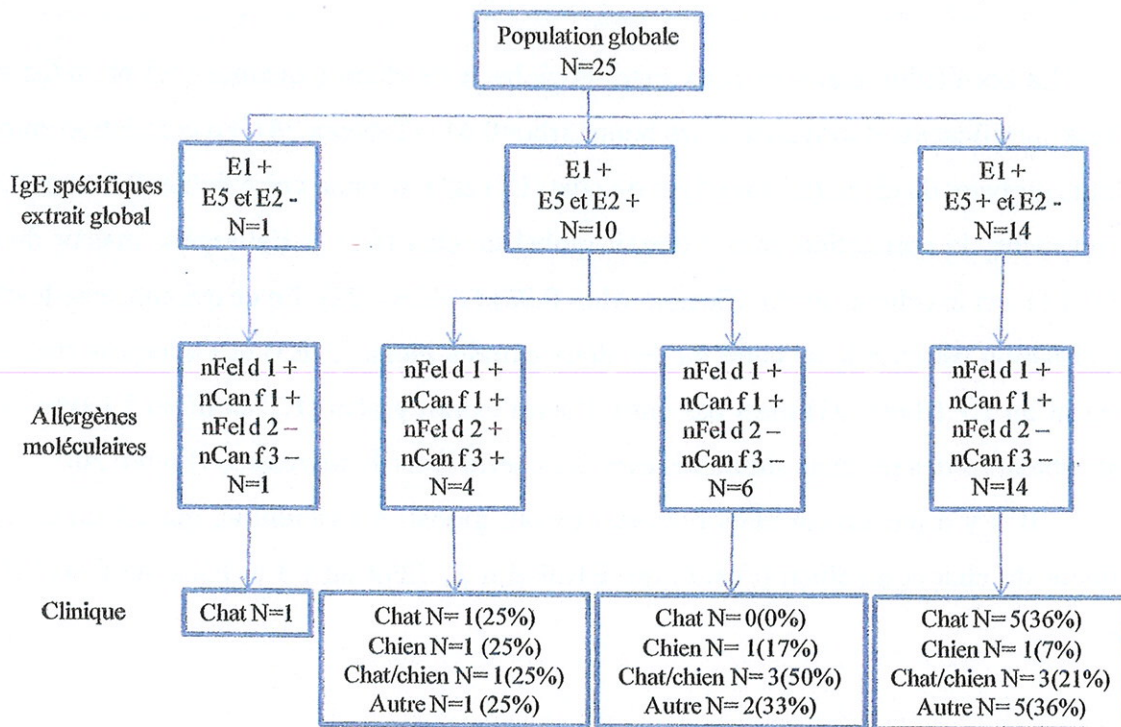 Population globale
N=25
IgE spécifiques
extrait global
E1 +
E5 et E2 -
N=1
E1 +
E5 et E2 +
N=10
E1 +
E5 + et E2 -
N=14
Allergènes
moléculaires
nFel d 1 +
nCan f 1 +
nFel d 2 –
nCan f 3 –
N=1
nFel d 1 +
nCan f 1 +
nFel d 2 +
nCan f 3 +
N=4
nFel d 1 +
nCan f 1 +
nFel d 2 –
nCan f 3 –
N=6
nFel d 1 +
nCan f 1 +
nFel d 2 –
nCan f 3 –
N=14
Clinique
Chat N=1
Chat N= 1(25%)
Chien N=1 (25%)
Chat/chien N= 1(25%)
Autre N=1 (25%)
Chat N=0(0%)
Chien N= 1(17%)
Chat/chien N= 3(50%)
Autre N= 2(33%)
Chat N= 5(36%)
Chien N= 1(7%)
Chat/chien N= 3(21%)
Autre N= 5(36%)